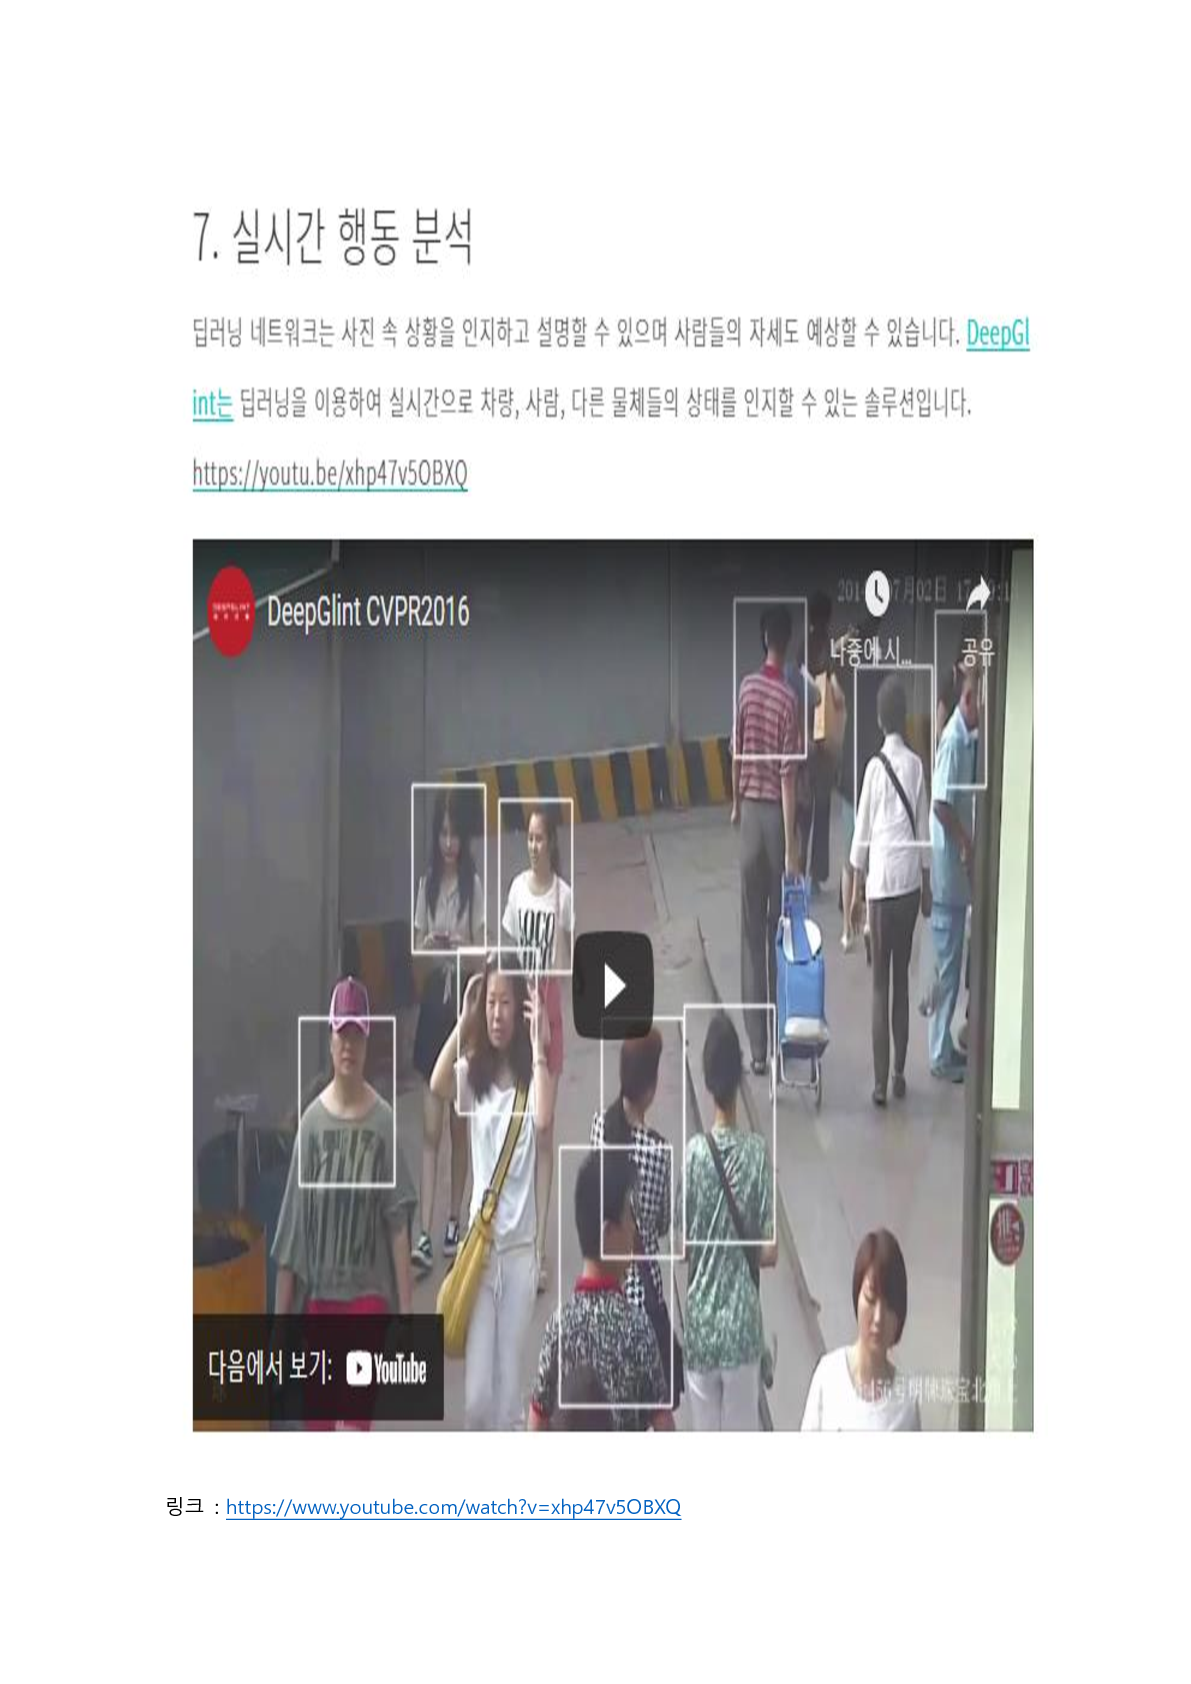 7. 실시간 행동 분석
딥러닝 네트워크는 사진 속 상황을 인지하고 설명할 수 있으며 사람들의 자세도 예상할 수 있습니다. DeepGl
int는 딥러닝을 이용하여 실시간으로 차량, 사람, 다른 물체들의 상태를 인지할 수 있는 솔루션입니다.
https://youtu.be/xhp47v5OBXQ
DEEPGLINT
DeepGlint CVPR2016
나중에 시...
공유
다음에서 보기: YouTube
링크 : https://www.youtube.com/watch?v=xhp47v5OBXQ